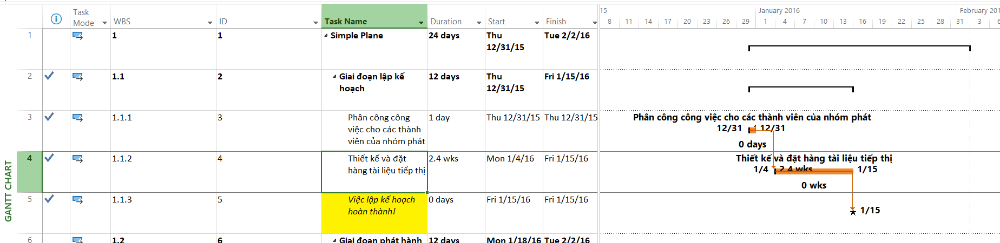 Task
Mode
WBS
ID
Task Name
Duration
Start
Finish
15
January 2016
February 201
8 11 14 17 20 23 26 29 1 4 7 10 13 16 19 22 25 28 31 3 6
1 1 1 Simple Plane 24 days Thu 12/31/15 Tue 2/2/16
2 1.1 2 Giai đoạn lập kế hoạch 12 days Thu 12/31/15 Fri 1/15/16
3 1.1.1 3 Phân công công việc cho các thành viên của nhóm phát 1 day Thu 12/31/15 Thu 12/31/15
Phân công công việc cho các thành viên của nhóm phát
12/31 12/31
0 days
4 1.1.2 4 Thiết kế và đặt hàng tài liệu tiếp thị 2.4 wks Mon 1/4/16 Fri 1/15/16
Thiết kế và đặt hàng tài liệu tiếp thị
1/4 2.4 wks 1/15
0 wks
5 1.1.3 5 Việc lập kế hoạch hoàn thành! 0 days Fri 1/15/16 Fri 1/15/16
1/15
6 1.2 6 Giai đoạn phát hành 12 days Mon 1/18/16 Tue 2/2/16
GANTT CHART